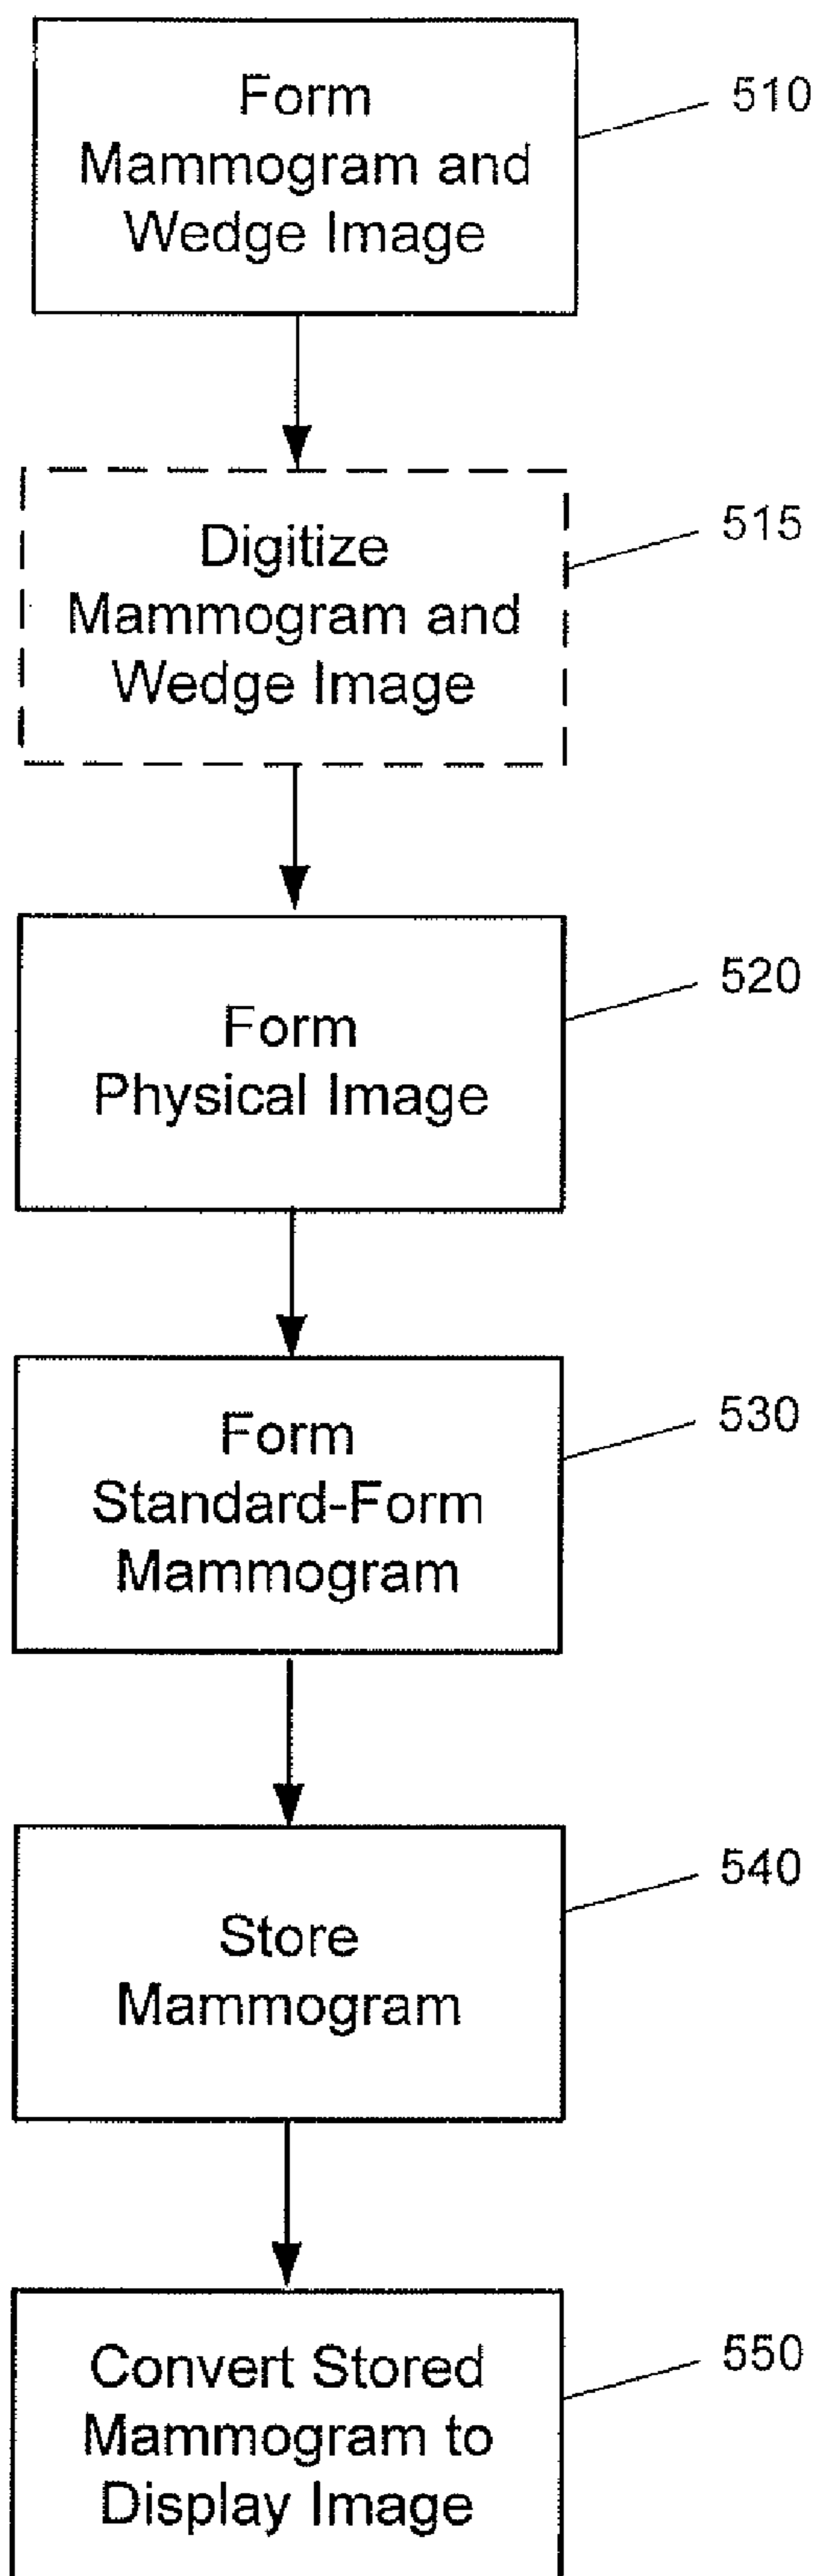 Form
Mammogram and
Wedge Image
510
Digitize
Mammogram and
Wedge Image
515
Form
Physical Image
520
Form
Standard-Form
Mammogram
530
Store
Mammogram
540
Convert Stored
Mammogram to
Display Image
550